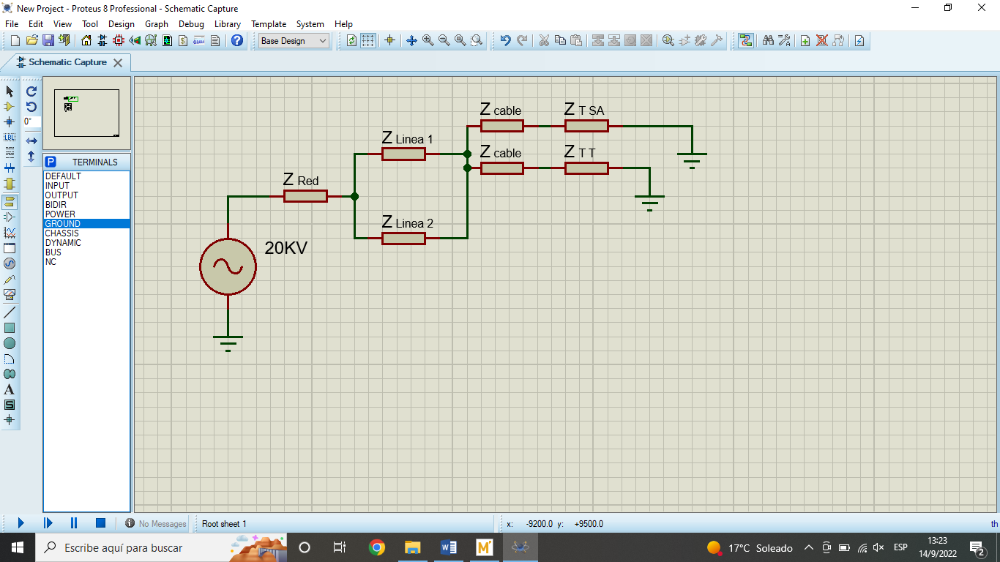 New Project - Proteus 8 Professional - Schematic Capture
File Edit View Tool Design Graph Debug Library Template System Help
Base Design
Schematic Capture
0°
LBL
P TERMINALS
DEFAULT
INPUT
OUTPUT
BIDIR
POWER
GROUND
CHASSIS
DYNAMIC
BUS
NC
A
S
Z cable Z T SA
Z Linea 1 Z cable Z T T
Z Red
Z Linea 2
20KV
No Messages Root sheet 1 x: -9200.0 y: +9500.0 th
Escribe aquí para buscar 17°C Soleado ESP 13:23
14/9/2022 2